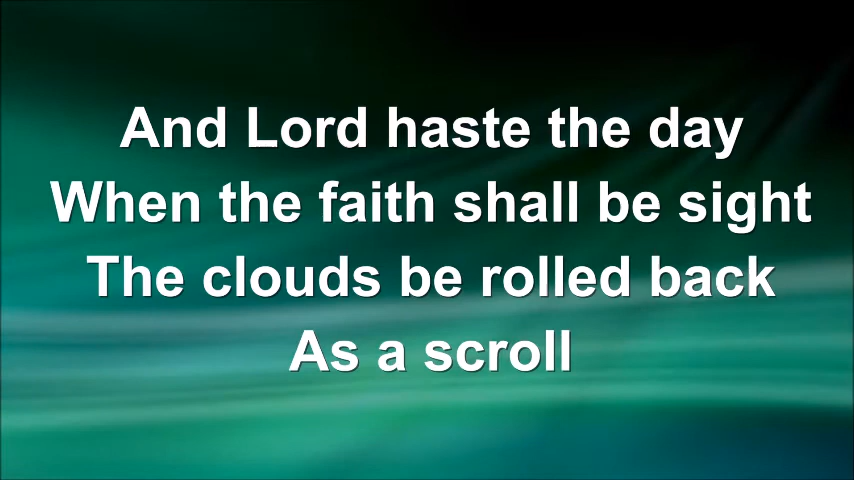 And Lord haste the day
When the faith shall be sight
The clouds be rolled back
As a scroll